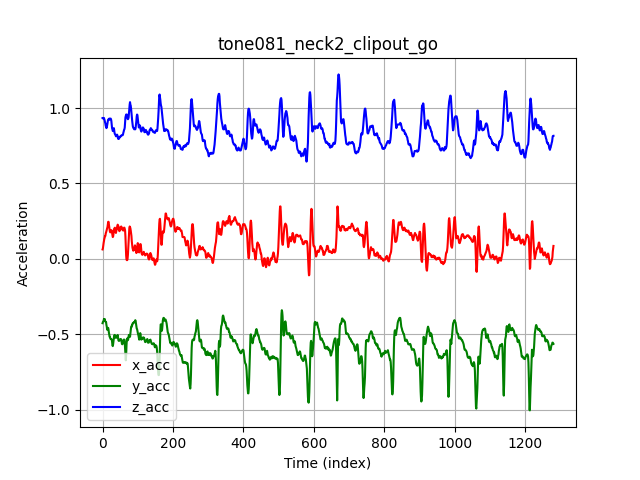 tone081_neck2_clipout_go
Acceleration
1.0
0.5
0.0
−0.5
−1.0
x_acc
y_acc
z_acc
0 200 400 600 800 1000 1200
Time (index)